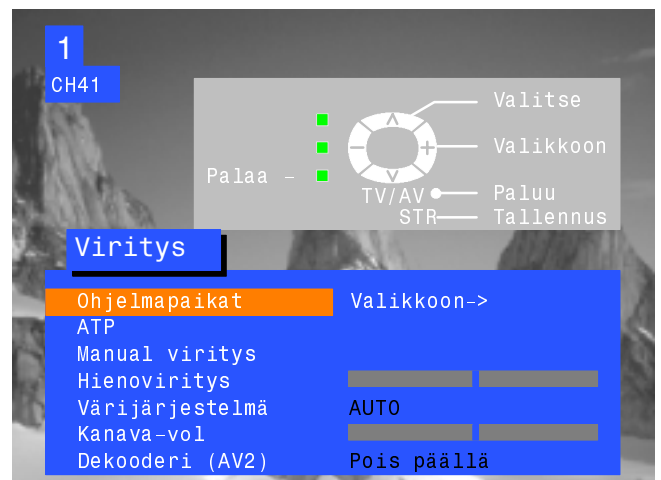 1
CH41
Valitse
Valikkoon
Palaa –
TV/AV Paluu
STR Tallennus
Viritys
Ohjelmapaikat Valikkoon->
ATP
Manual viritys
Hienoviritys
Värijärjestelmä AUTO
Kanava-vol
Dekooderi (AV2) Pois päällä